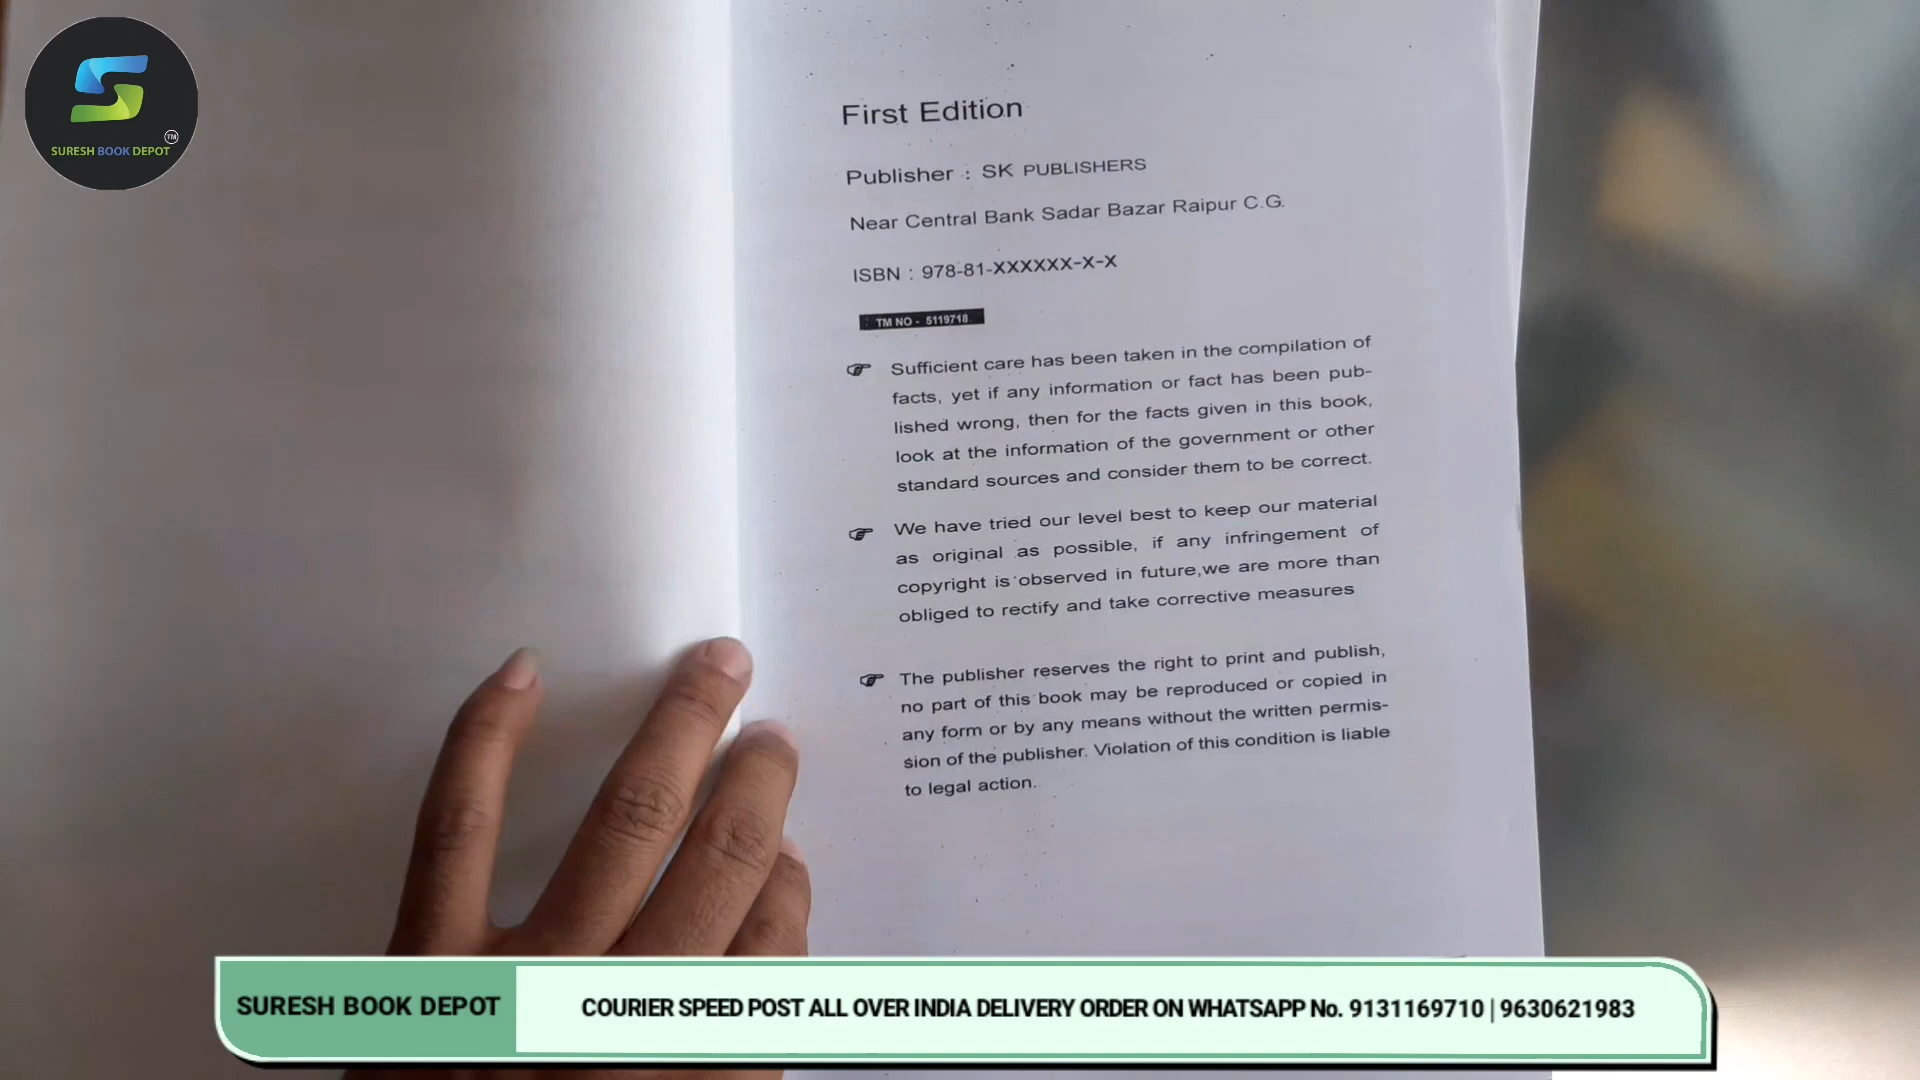 SURESH BOOK DEPOT
TM
First Edition
Publisher : SK PUBLISHERS
Near Central Bank Sadar Bazar Raipur C.G.
ISBN : 978-81-XXXXXX-X-X
TM NO - 5119718
Sufficient care has been taken in the compilation of
facts, yet if any information or fact has been pub-
lished wrong, then for the facts given in this book,
look at the information of the government or other
standard sources and consider them to be correct.
We have tried our level best to keep our material
as original as possible, if any infringement of
copyright is observed in future,we are more than
obliged to rectify and take corrective measures
The publisher reserves the right to print and publish,
no part of this book may be reproduced or copied in
any form or by any means without the written permis-
sion of the publisher. Violation of this condition is liable
to legal action.
SURESH BOOK DEPOT
COURIER SPEED POST ALL OVER INDIA DELIVERY ORDER ON WHATSAPP No. 9131169710 | 9630621983